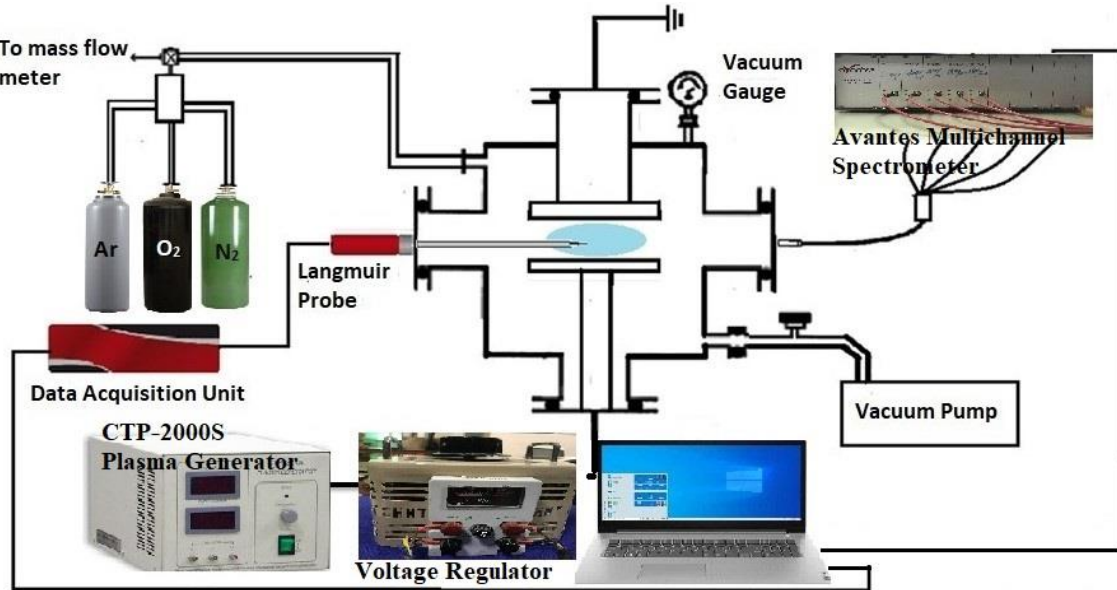 To mass flow
meter
Vacuum
Gauge
Avantes Multichannel
Spectrometer
Ar
O₂
N₂
Langmuir
Probe
Data Acquisition Unit
Vacuum Pump
CTP-2000S
Plasma Generator
Voltage Regulator